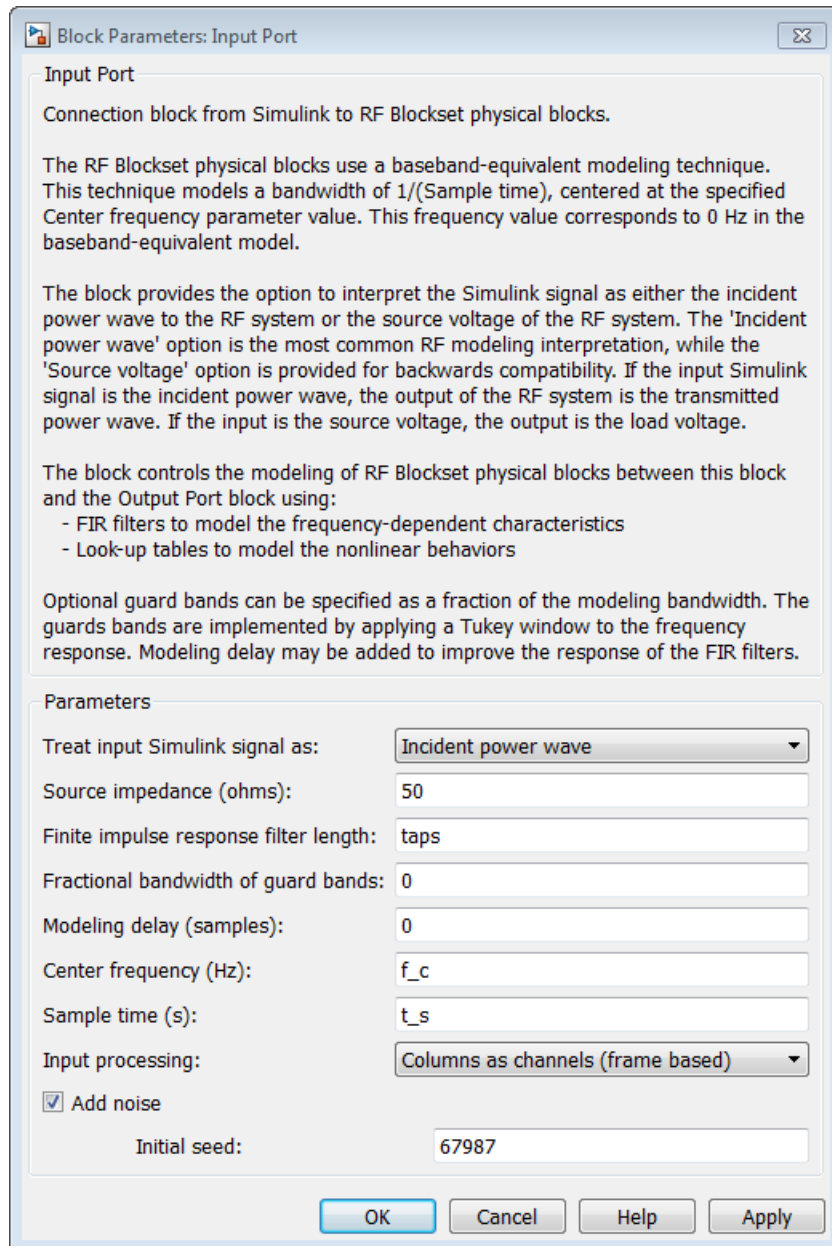 Block Parameters: Input Port
Input Port
Connection block from Simulink to RF Blockset physical blocks.
The RF Blockset physical blocks use a baseband-equivalent modeling technique.
This technique models a bandwidth of 1/(Sample time), centered at the specified
Center frequency parameter value. This frequency value corresponds to 0 Hz in the
baseband-equivalent model.
The block provides the option to interpret the Simulink signal as either the incident
power wave to the RF system or the source voltage of the RF system. The 'Incident
power wave' option is the most common RF modeling interpretation, while the
'Source voltage' option is provided for backwards compatibility. If the input Simulink
signal is the incident power wave, the output of the RF system is the transmitted
power wave. If the input is the source voltage, the output is the load voltage.
The block controls the modeling of RF Blockset physical blocks between this block
and the Output Port block using:
- FIR filters to model the frequency-dependent characteristics
- Look-up tables to model the nonlinear behaviors
Optional guard bands can be specified as a fraction of the modeling bandwidth. The
guards bands are implemented by applying a Tukey window to the frequency
response. Modeling delay may be added to improve the response of the FIR filters.
Parameters
Treat input Simulink signal as: Incident power wave
Source impedance (ohms): 50
Finite impulse response filter length: taps
Fractional bandwidth of guard bands: 0
Modeling delay (samples): 0
Center frequency (Hz): f_c
Sample time (s): t_s
Input processing: Columns as channels (frame based)
Add noise
Initial seed: 67987
OK Cancel Help Apply